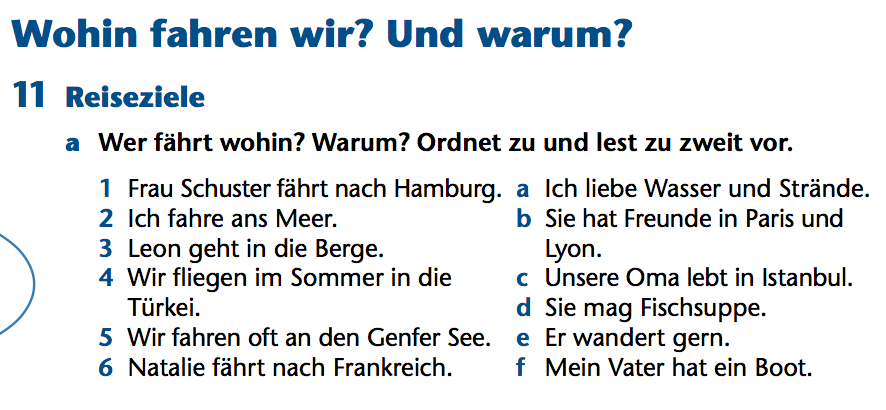 Wohin fahren wir? Und warum?
11 Reiseziele
a Wer fährt wohin? Warum? Ordnet zu und lest zu zweit vor.
1 Frau Schuster fährt nach Hamburg.
2 Ich fahre ans Meer.
3 Leon geht in die Berge.
4 Wir fliegen im Sommer in die
Türkei.
5 Wir fahren oft an den Genfer See.
6 Natalie fährt nach Frankreich.
a Ich liebe Wasser und Strände.
b Sie hat Freunde in Paris und
Lyon.
c Unsere Oma lebt in Istanbul.
d Sie mag Fischsuppe.
e Er wandert gern.
f Mein Vater hat ein Boot.